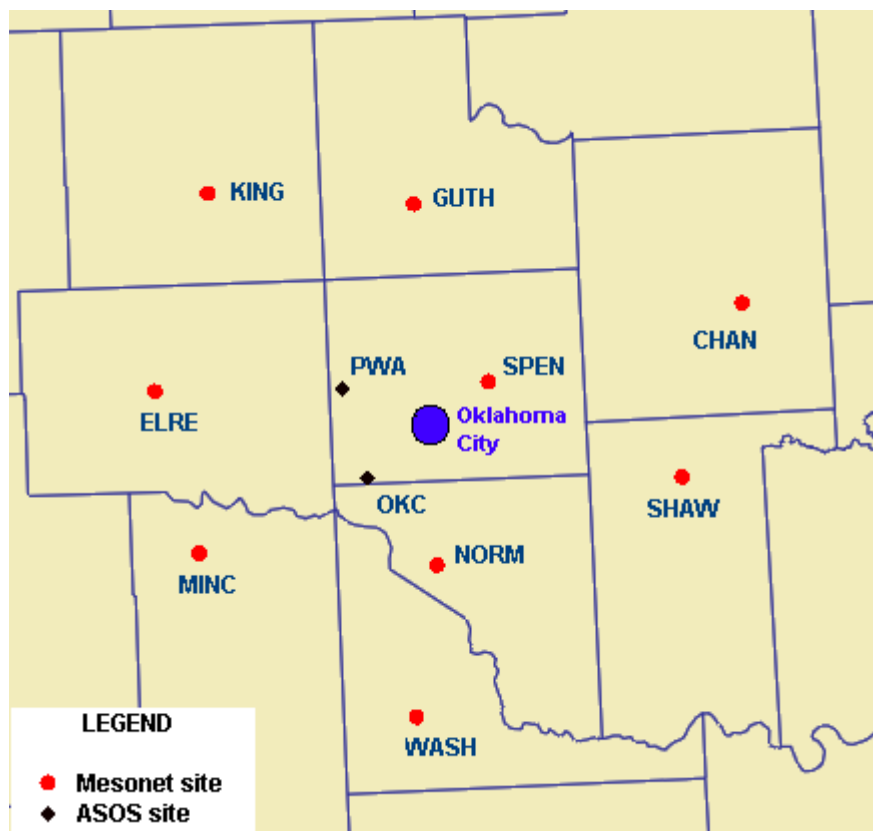 KING
GUTH
CHAN
PWA
SPEN
ELRE
Oklahoma
City
OKC
SHAW
NORM
MINC
WASH
LEGEND
Mesonet site
ASOS site